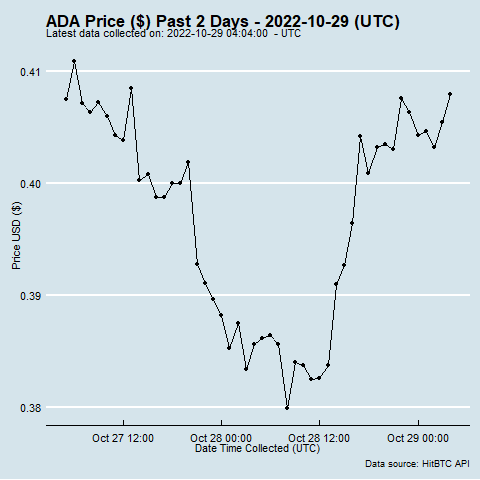 ADA Price ($) Past 2 Days - 2022-10-29 (UTC)
Latest data collected on: 2022-10-29 04:04:00  - UTC
0.41
0.40
0.39
0.38
Price USD ($)
Oct 27 12:00
Oct 28 00:00
Oct 28 12:00
Oct 29 00:00
Date Time Collected (UTC)
Data source: HitBTC API